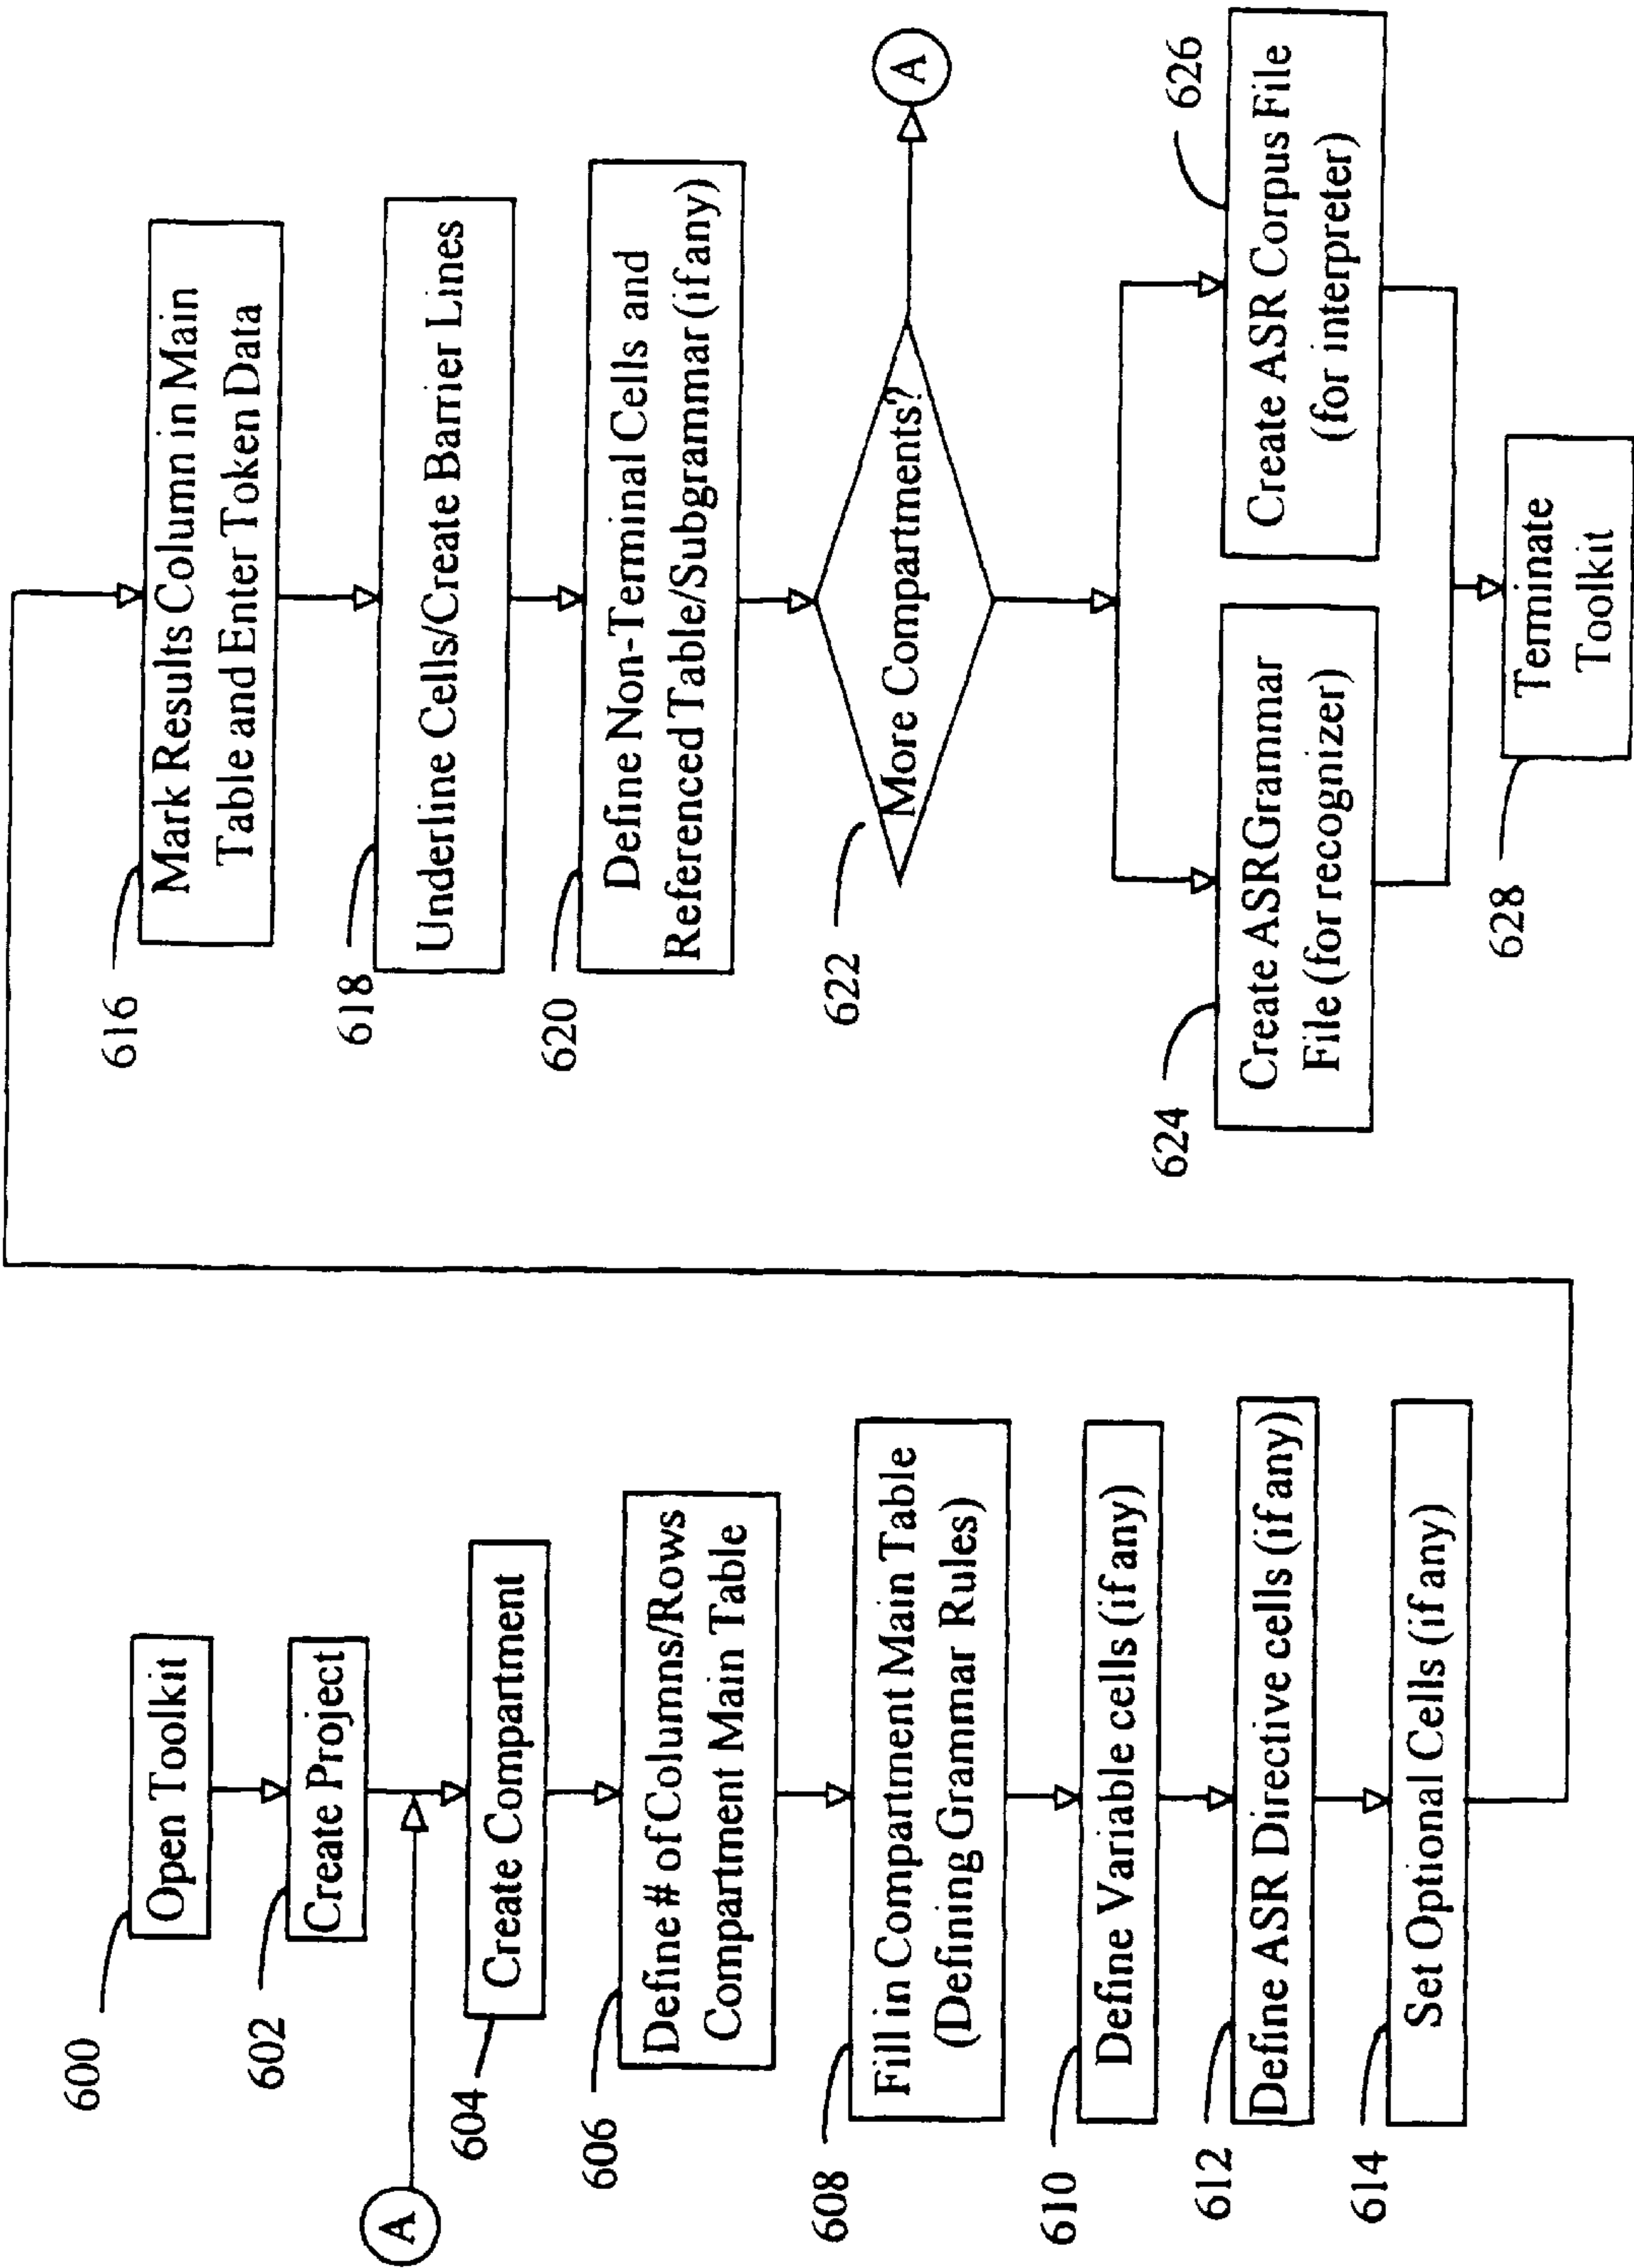 600
Open Toolkit
602
Create Project
A
604
Create Compartment
606
Define # of Columns/Rows
Compartment Main Table
608
Fill in Compartment Main Table
(Defining Grammar Rules)
610
Define Variable cells (if any)
612
Define ASR Directive cells (if any)
614
Set Optional Cells (if any)
616
Mark Results Column in Main
Table and Enter Token Data
618
Underline Cells/Create Barrier Lines
620
Define Non-Terminal Cells and
Referenced Table/Subgrammar (if any)
622
More Compartments?
A
624
Create ASR Grammar
File (for recognizer)
626
Create ASR Corpus File
(for interpreter)
628
Terminate
Toolkit